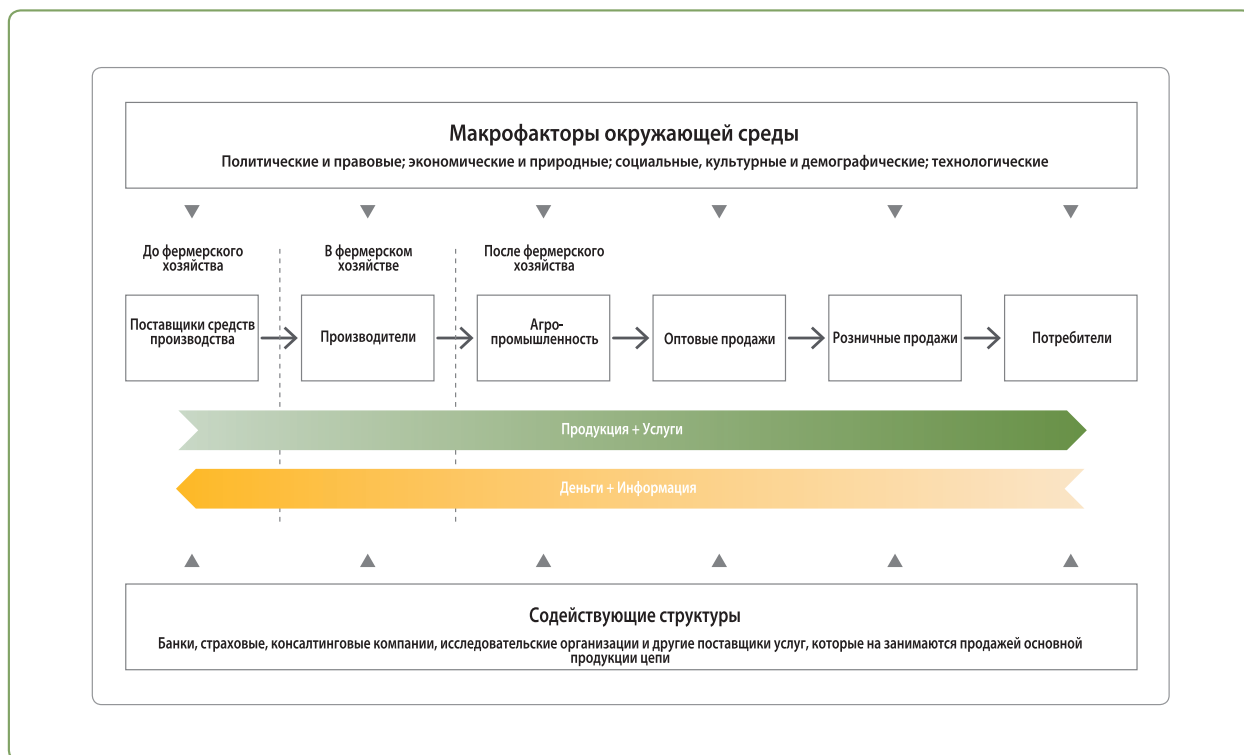 Макрофакторы окружающей среды
Политические и правовые; экономические и природные; социальные, культурные и демографические; технологические
До фермерского
хозяйства
В фермерском
хозяйстве
После фермерского
хозяйства
Поставщики средств
производства
Производители
Агро-
промышленность
Оптовые продажи
Розничные продажи
Потребители
Продукция + Услуги
Деньги + Информация
Содействующие структуры
Банки, страховые, консалтинговые компании, исследовательские организации и другие поставщики услуг, которые на занимаются продажей основной
продукции цепи